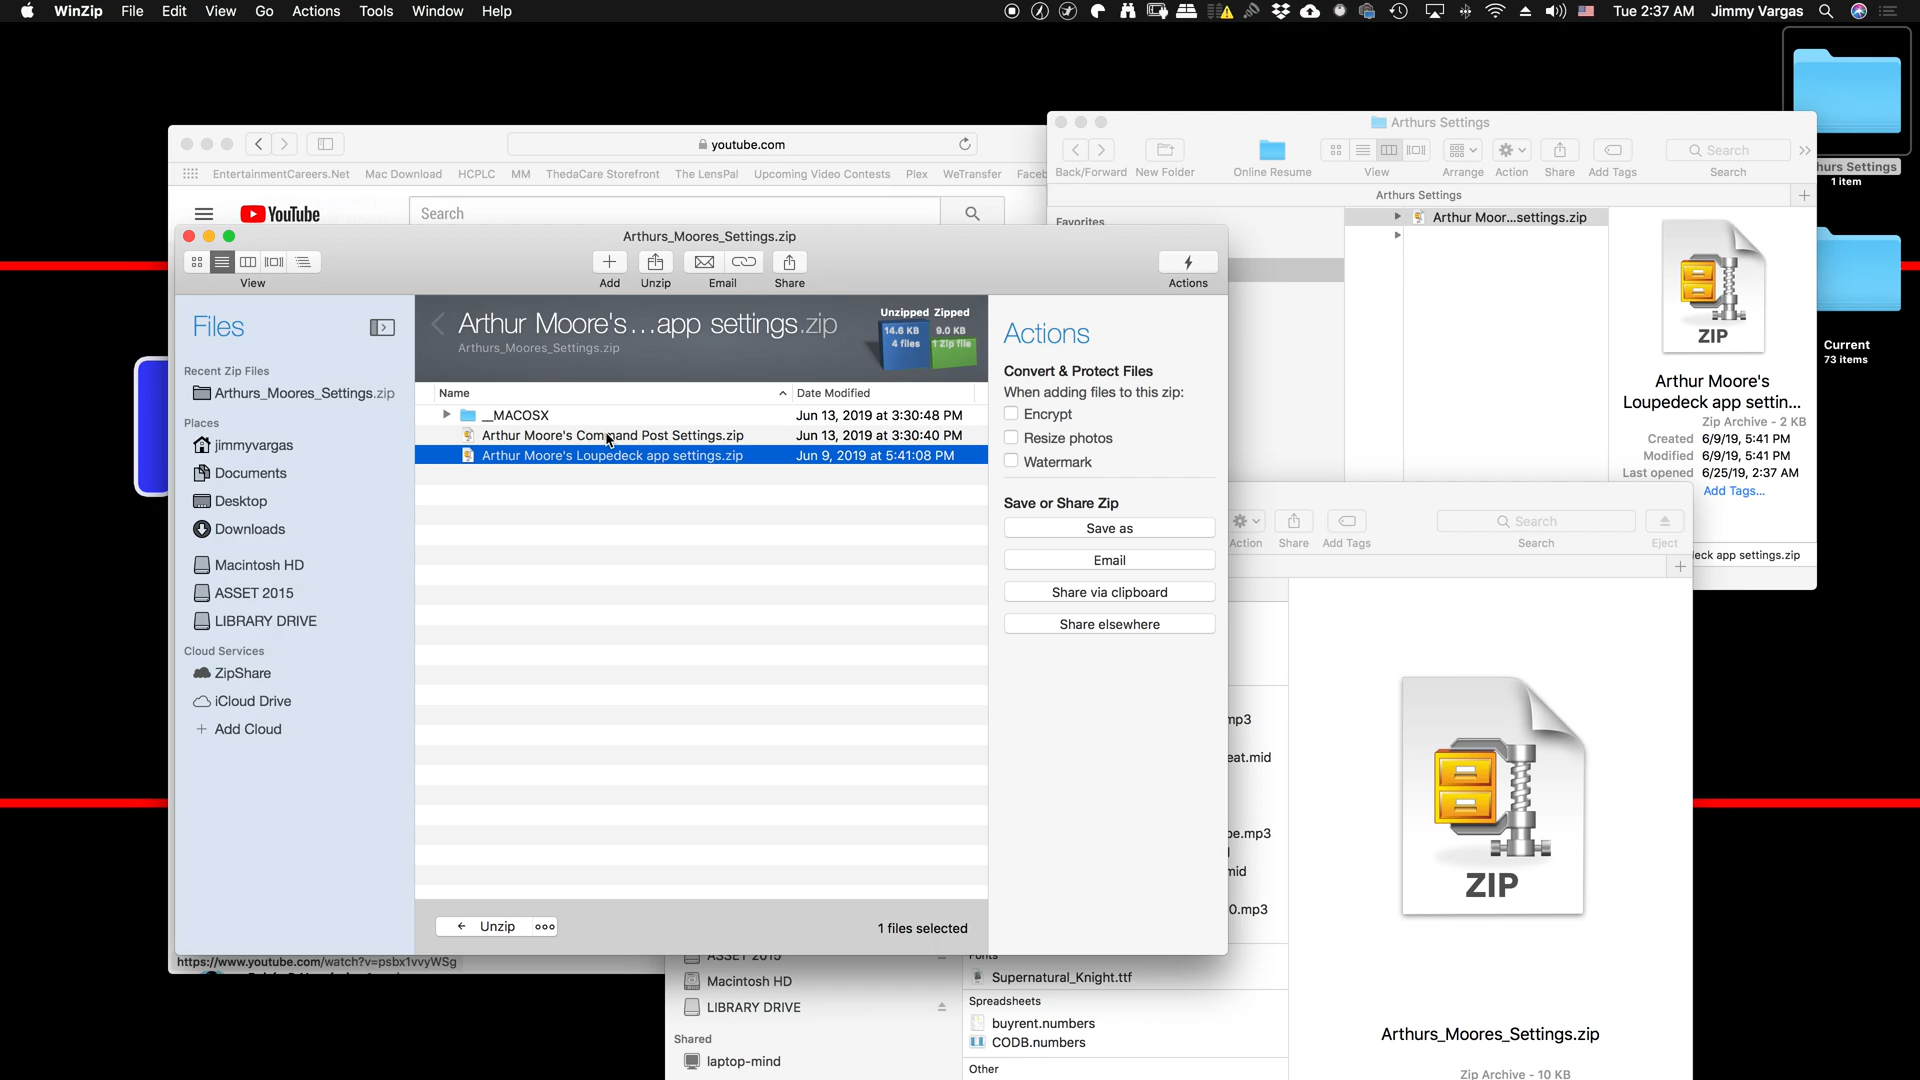 WinZip File Edit View Go Actions Tools Window Help
Tue 2:37 AM Jimmy Vargas
youtube.com
EntertainmentCareers.Net Mac Download HCPLC MM ThedaCare Storefront The LensPal Upcoming Video Contests Plex WeTransfer Faceb
YouTube
Search
Arthurs_Moores_Settings.zip
View
Add
Unzip
Email
Share
Actions
Files
Recent Zip Files
Arthurs_Moores_Settings.zip
Places
jimmyvargas
Documents
Desktop
Downloads
Macintosh HD
ASSET 2015
LIBRARY DRIVE
Cloud Services
ZipShare
iCloud Drive
Add Cloud
Arthur Moore's...app settings.zip
Arthurs_Moores_Settings.zip
Unzipped Zipped
14.6 KB 9.0 KB
4 files 1 Zip file
Name Date Modified
__MACOSX Jun 13, 2019 at 3:30:48 PM
Arthur Moore's Command Post Settings.zip Jun 13, 2019 at 3:30:40 PM
Arthur Moore's Loupedeck app settings.zip Jun 9, 2019 at 5:41:08 PM
Unzip
1 files selected
Actions
Convert & Protect Files
When adding files to this zip:
Encrypt
Resize photos
Watermark
Save or Share Zip
Save as
Email
Share via clipboard
Share elsewhere
https://www.youtube.com/watch?v=psbx1vvyWSg
Arthurs Settings
Search
Back/Forward New Folder Online Resume View Arrange Action Share Add Tags Search
Arthurs Settings
Favorites
Arthur Moor...settings.zip
ZIP
Arthur Moore's
Loupedeck app settin...
Zip Archive - 2 KB
Created 6/9/19, 5:41 PM
Modified 6/9/19, 5:41 PM
Last opened 6/25/19, 2:37 AM
Add Tags...
eck app settings.zip
hurs Settings
1 item
Current
73 items
Search
Action Share Add Tags Search Eject
mp3
eat.mid
be.mp3
mid
0.mp3
ASSET 2015
Macintosh HD
LIBRARY DRIVE
Shared
laptop-mind
Fonts
Supernatural_Knight.ttf
Spreadsheets
buyrent.numbers
CODB.numbers
Other
ZIP
Arthurs_Moores_Settings.zip
Zip Archive - 10 KB